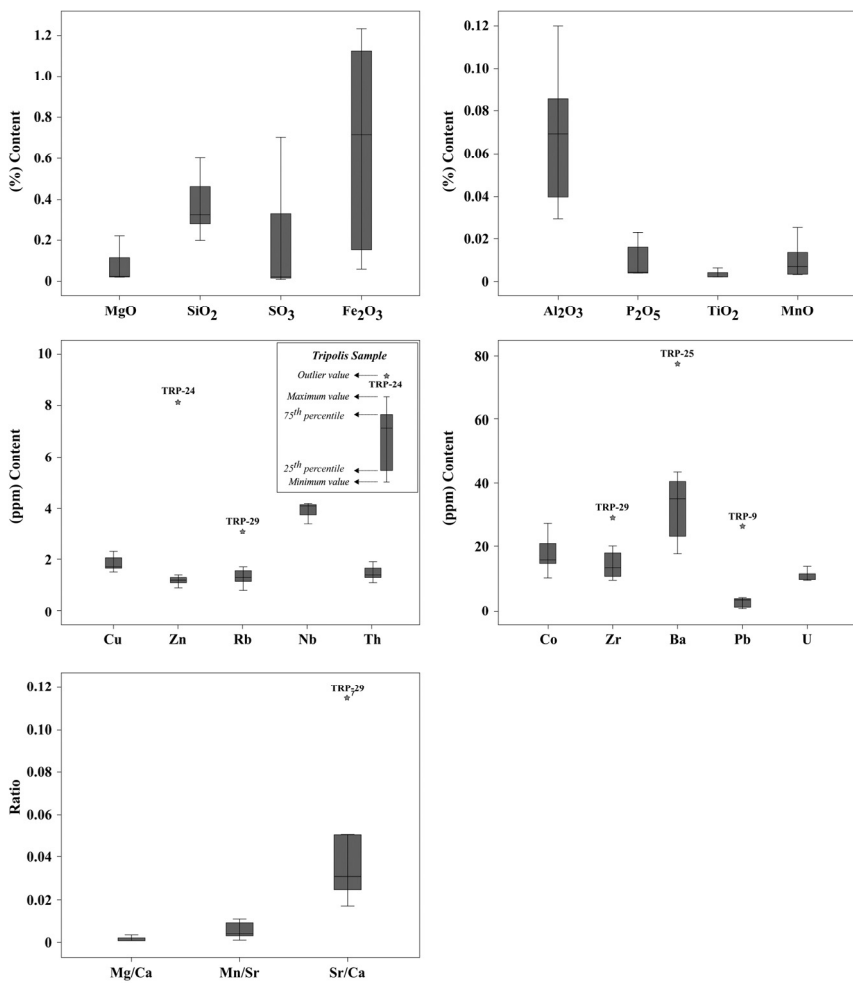 (%) Content
1.2
1.0
0.8
0.6
0.4
0.2
0
MgO SiO2 SO3 Fe2O3
(%) Content
0.12
0.10
0.08
0.06
0.04
0.02
0
Al2O3 P2O5 TiO2 MnO
(ppm) Content
10
8
6
4
2
0
TRP-24
TRP-29
Tripolis Sample
Outlier value
TRP-24
Maximum value
75th percentile
25th percentile
Minimum value
Cu Zn Rb Nb Th
(ppm) Content
80
60
40
20
0
TRP-25
TRP-29
TRP-9
Co Zr Ba Pb U
Ratio
0.12
0.10
0.08
0.06
0.04
0.02
0
TRP-29
7
Mg/Ca Mn/Sr Sr/Ca